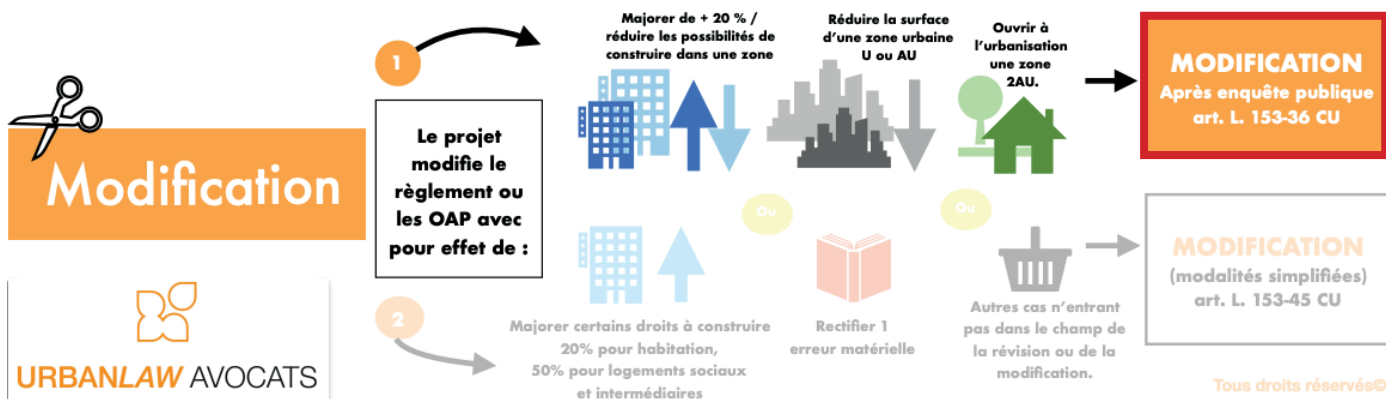 Modification
URBANLAW AVOCATS
1
Le projet
modifie le
règlement ou
les OAP avec
pour effet de :
2
Majorer de + 20 % /
réduire les possibilités de
construire dans une zone
Réduire la surface
d'une zone urbaine
U ou AU
Ouvrir à
l'urbanisation
une zone
2AU.
MODIFICATION
Après enquête publique
art. L. 153-36 CU
Ou
Ou
Majorer certains droits à construire
20% pour habitation,
50% pour logements sociaux
et intermédiaires
Rectifier 1
erreur matérielle
Autres cas n'entrant
pas dans le champ de
la révision ou de la
modification.
MODIFICATION
(modalités simplifiées)
art. L. 153-45 CU
Tous droits réservés©